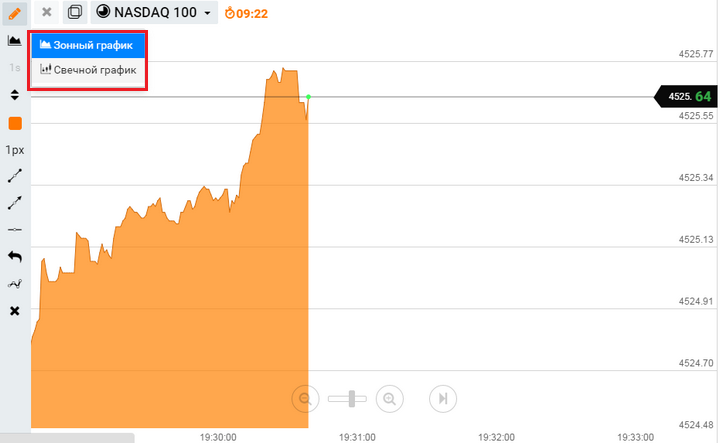 NASDAQ 100
09:22
Зонный график
Свечной график
1s
1px
4525.77
4525.64
4525.55
4525.34
4525.13
4524.91
4524.70
4524.48
19:30:00
19:31:00
19:32:00
19:33:00